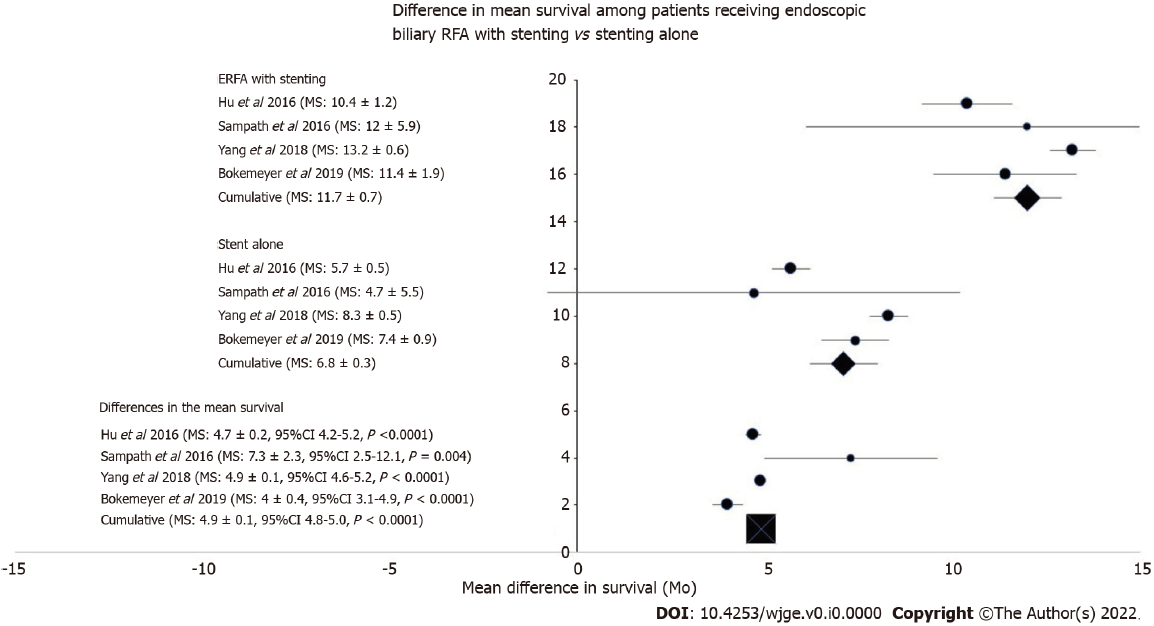 Difference in mean survival among patients receiving endoscopic
biliary RFA with stenting vs stenting alone
ERFA with stenting
Hu et al 2016 (MS: 10.4 ± 1.2)
Sampath et al 2016 (MS: 12 ± 5.9)
Yang et al 2018 (MS: 13.2 ± 0.6)
Bokemeyer et al 2019 (MS: 11.4 ± 1.9)
Cumulative (MS: 11.7 ± 0.7)
Stent alone
Hu et al 2016 (MS: 5.7 ± 0.5)
Sampath et al 2016 (MS: 4.7 ± 5.5)
Yang et al 2018 (MS: 8.3 ± 0.5)
Bokemeyer et al 2019 (MS: 7.4 ± 0.9)
Cumulative (MS: 6.8 ± 0.3)
Differences in the mean survival
Hu et al 2016 (MS: 4.7 ± 0.2, 95%CI 4.2-5.2, P <0.0001)
Sampath et al 2016 (MS: 7.3 ± 2.3, 95%CI 2.5-12.1, P = 0.004)
Yang et al 2018 (MS: 4.9 ± 0.1, 95%CI 4.6-5.2, P < 0.0001)
Bokemeyer et al 2019 (MS: 4 ± 0.4, 95%CI 3.1-4.9, P < 0.0001)
Cumulative (MS: 4.9 ± 0.1, 95%CI 4.8-5.0, P < 0.0001)
20
18
16
14
12
10
8
6
4
2
0
-15 -10 -5 0 5 10 15
Mean difference in survival (Mo)
DOI: 10.4253/wjge.v0.i0.0000 Copyright ©The Author(s) 2022.